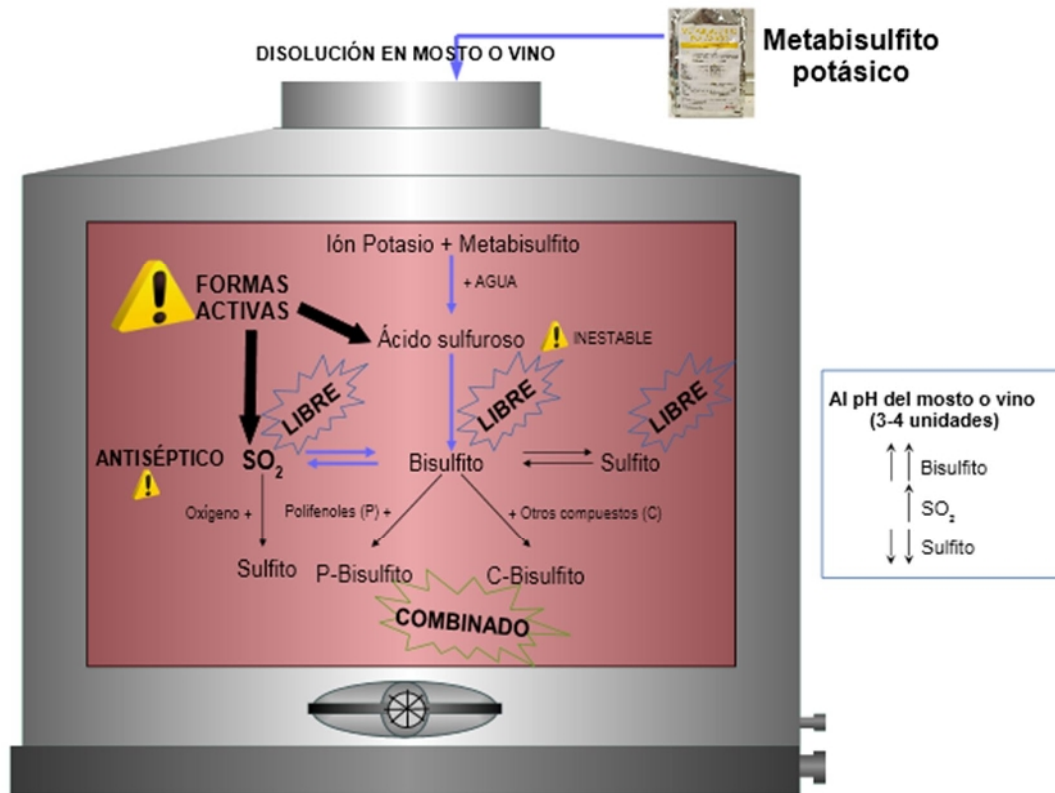 DISOLUCIÓN EN MOSTO O VINO
Metabisulfito
potásico
Ión Potasio + Metabisulfito
+ AGUA
FORMAS
ACTIVAS
Ácido sulfuroso
INESTABLE
LIBRE
LIBRE
LIBRE
ANTISÉPTICO
SO₂
Bisulfito
Sulfito
Oxígeno +
Polifenoles (P) +
+ Otros compuestos (C)
Sulfito
P-Bisulfito
C-Bisulfito
COMBINADO
Al pH del mosto o vino
(3-4 unidades)
↑ ↑ Bisulfito
↑ SO₂
↓ ↓ Sulfito